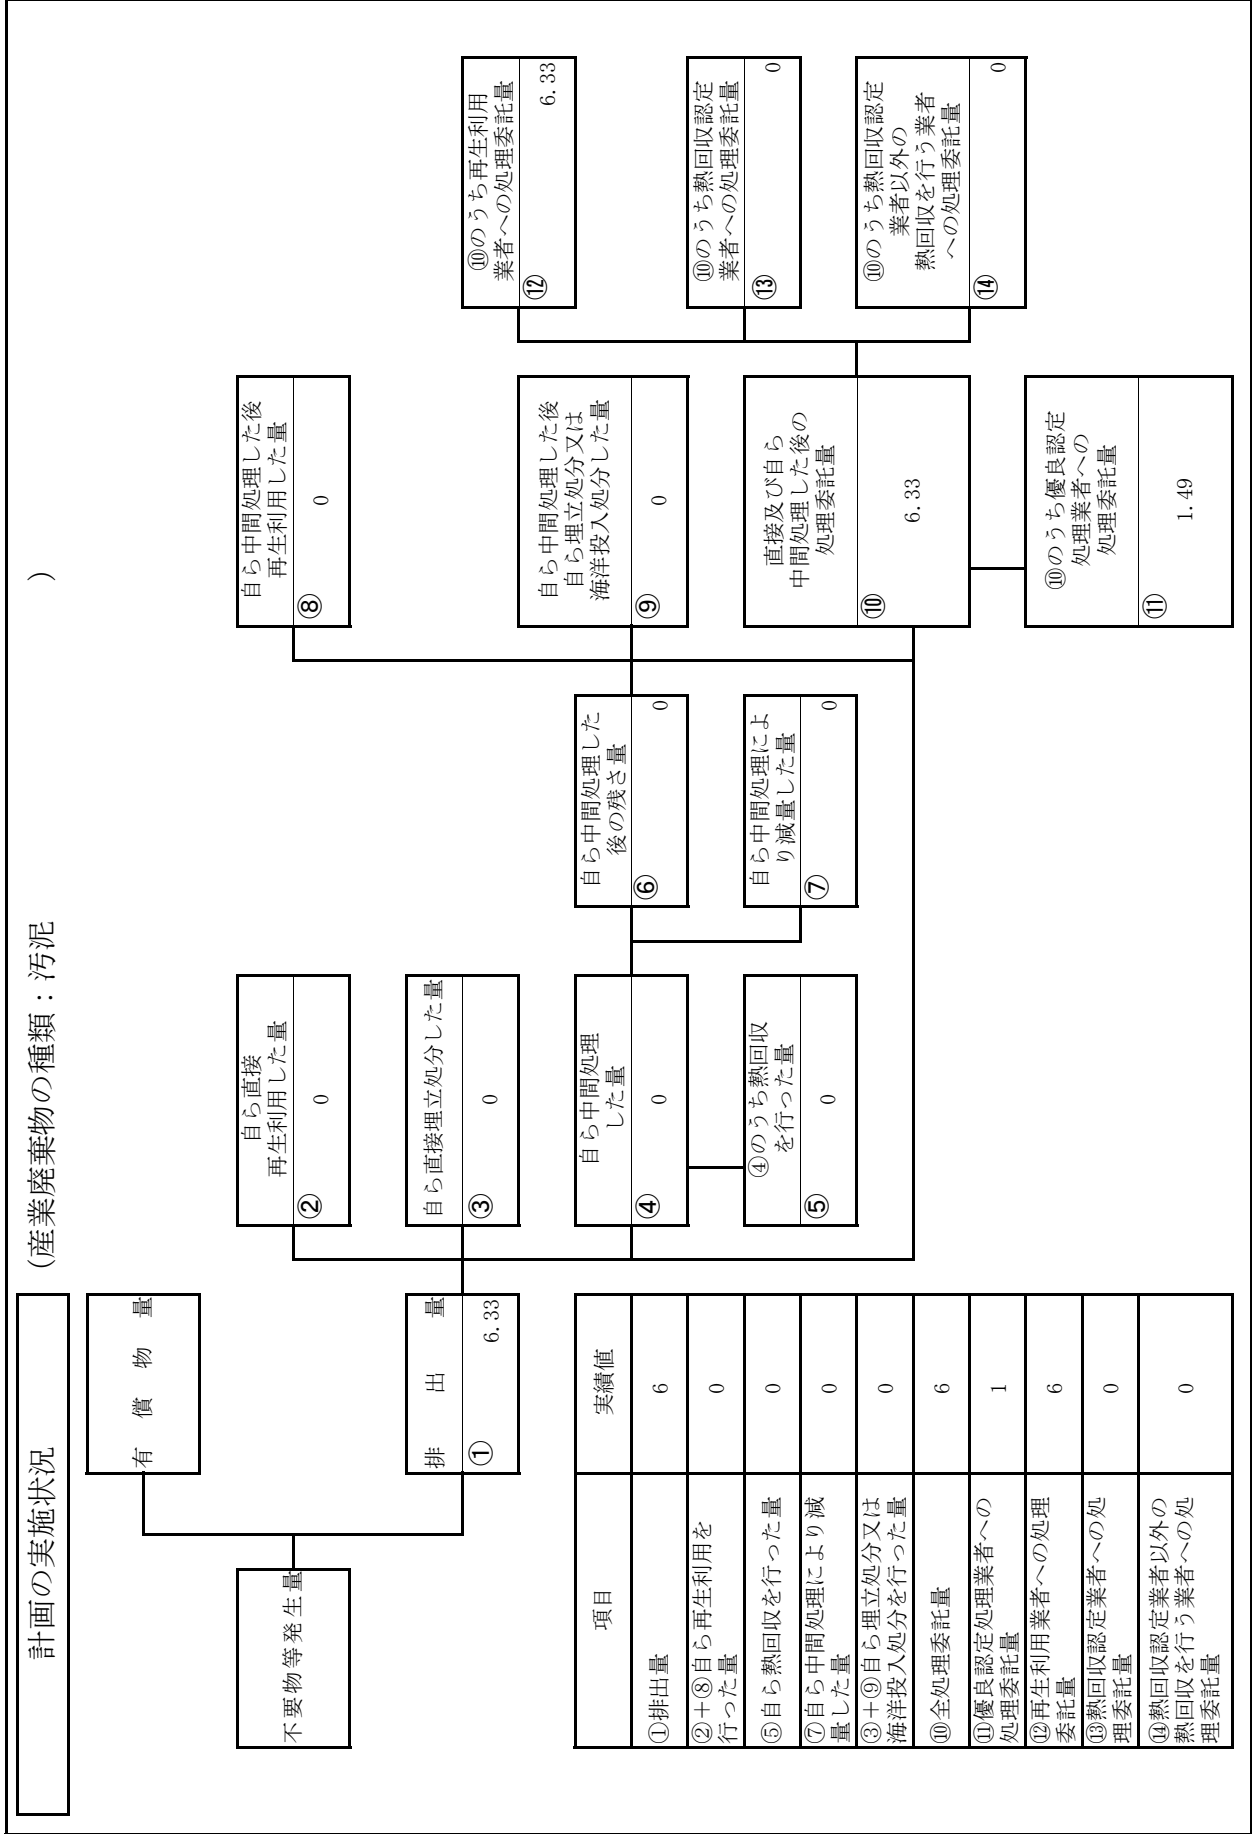 計画の実施状況
(産業廃棄物の種類：汚泥　　　　　　)
不要物等発生量
有償物量
排出量
①
6.33
自ら直接
再生利用した量
②
0
自ら直接埋立処分した量
③
0
自ら中間処理
した量
④
0
④のうち熱回収
を行った量
⑤
0
自ら中間処理した
後の残さ量
⑥
0
自ら中間処理によ
り減量した量
⑦
0
自ら中間処理した後
再生利用した量
⑧
0
自ら中間処理した後
自ら埋立処分又は
海洋投入処分した量
⑨
0
直接及び自ら
中間処理した後の
処理委託量
⑩
6.33
⑩のうち優良認定
処理業者への
処理委託量
⑪
1.49
⑩のうち再生利用
業者への処理委託量
⑫
6.33
⑩のうち熱回収認定
業者への処理委託量
⑬
0
⑩のうち熱回収認定
業者以外の
熱回収を行う業者
への処理委託量
⑭
0
項目　実績値
①排出量　6
②＋⑧自ら再生利用を
行った量　0
⑤自ら熱回収を行った量　0
⑦自ら中間処理により減
量した量　0
③＋⑨自ら埋立処分又は
海洋投入処分を行った量　0
⑩全処理委託量　6
⑪優良認定処理業者への
処理委託量　1
⑫再生利用業者への処理
委託量　6
⑬熱回収認定業者への処
理委託量　0
⑭熱回収認定業者以外の
熱回収を行う業者への処
理委託量　0